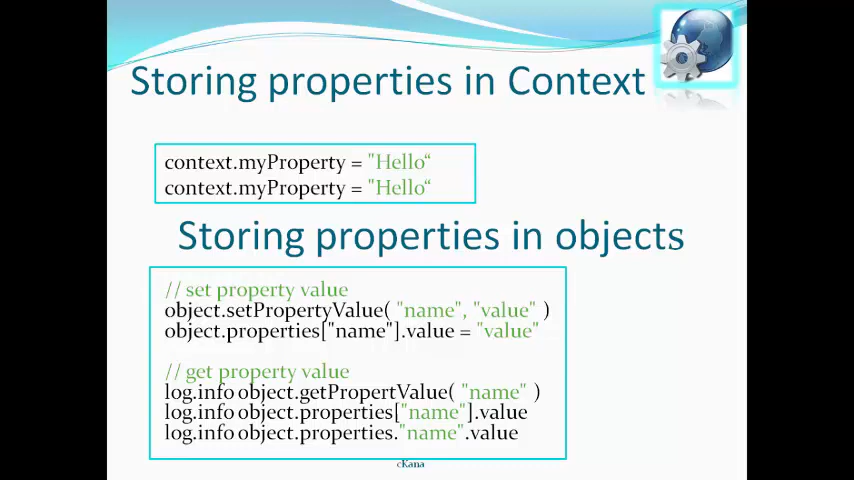 Storing properties in Context
context.myProperty = "Hello“
context.myProperty = "Hello“
Storing properties in objects
// set property value
object.setPropertyValue( "name", "value" )
object.properties["name"].value = "value"
// get property value
log.info object.getPropertValue( "name" )
log.info object.properties["name"].value
log.info object.properties."name".value
cKana